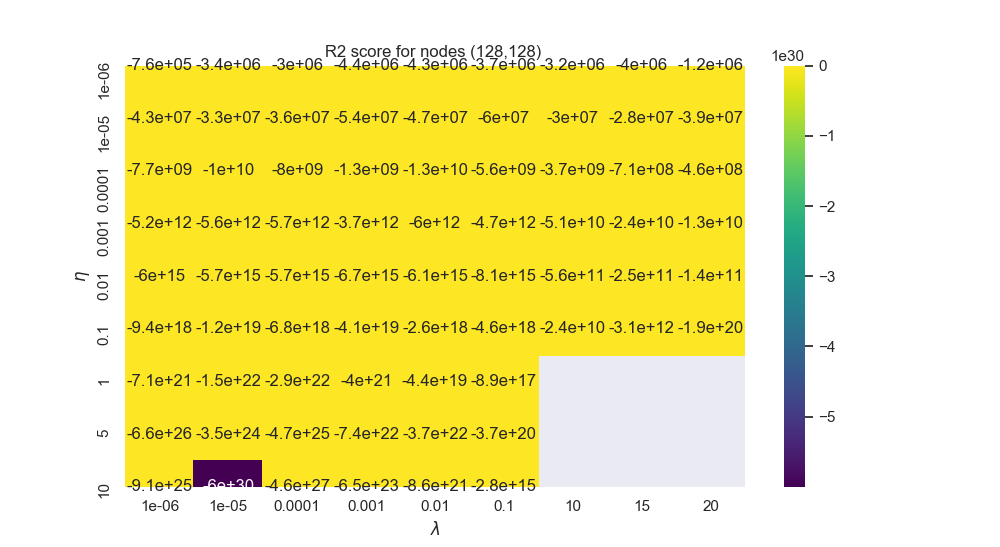 R2 score for nodes (128,128)
1e30
1e-06 -7.6e+05 -3.4e+06 -3e+06 -4.4e+06 -4.3e+06 -3.7e+06 -3.2e+06 -4e+06 -1.2e+06 0
1e-05 -4.3e+07 -3.3e+07 -3.6e+07 -5.4e+07 -4.7e+07 -6e+07 -3e+07 -2.8e+07 -3.9e+07 −1
0.0001 -7.7e+09 -1e+10 -8e+09 -1.3e+09 -1.3e+10 -5.6e+09 -3.7e+09 -7.1e+08 -4.6e+08 −2
0.001 -5.2e+12 -5.6e+12 -5.7e+12 -3.7e+12 -6e+12 -4.7e+12 -5.1e+10 -2.4e+10 -1.3e+10
η
0.01 -6e+15 -5.7e+15 -5.7e+15 -6.7e+15 -6.1e+15 -8.1e+15 -5.6e+11 -2.5e+11 -1.4e+11 −3
0.1 -9.4e+18 -1.2e+19 -6.8e+18 -4.1e+19 -2.6e+18 -4.6e+18 -2.4e+10 -3.1e+12 -1.9e+20 −4
1 -7.1e+21 -1.5e+22 -2.9e+22 -4e+21 -4.4e+19 -8.9e+17
5 -6.6e+26 -3.5e+24 -4.7e+25 -7.4e+22 -3.7e+22 -3.7e+20 −5
10 -9.1e+25 -6e+30 -4.6e+27 -6.5e+23 -8.6e+21 -2.8e+15
1e-06 1e-05 0.0001 0.001 0.01 0.1 10 15 20
λ